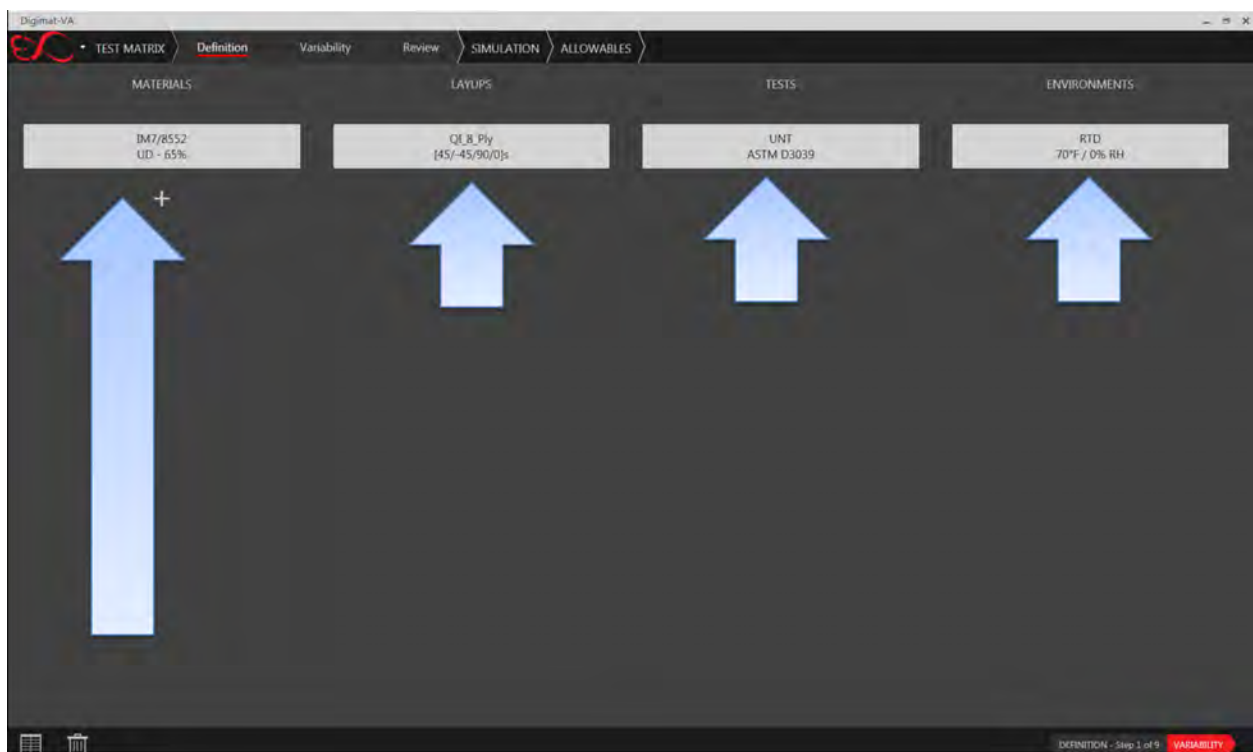 Digimat-VA
TEST MATRIX Definition Variability Review SIMULATION ALLOWABLES
MATERIALS LAYUPS TESTS ENVIRONMENTS
IM7/8552
UD - 65%
QI_8_Ply
[45/-45/90/0]s
UNT
ASTM D3039
RTD
70°F / 0% RH
+
DEFINITION - Step 1 of 9 VARIABILITY